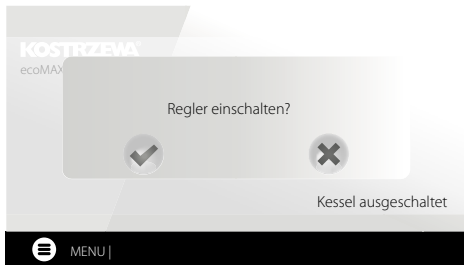 KOSTRZEWA
ecoMAX
Regler einschalten?
Kessel ausgeschaltet
MENU |